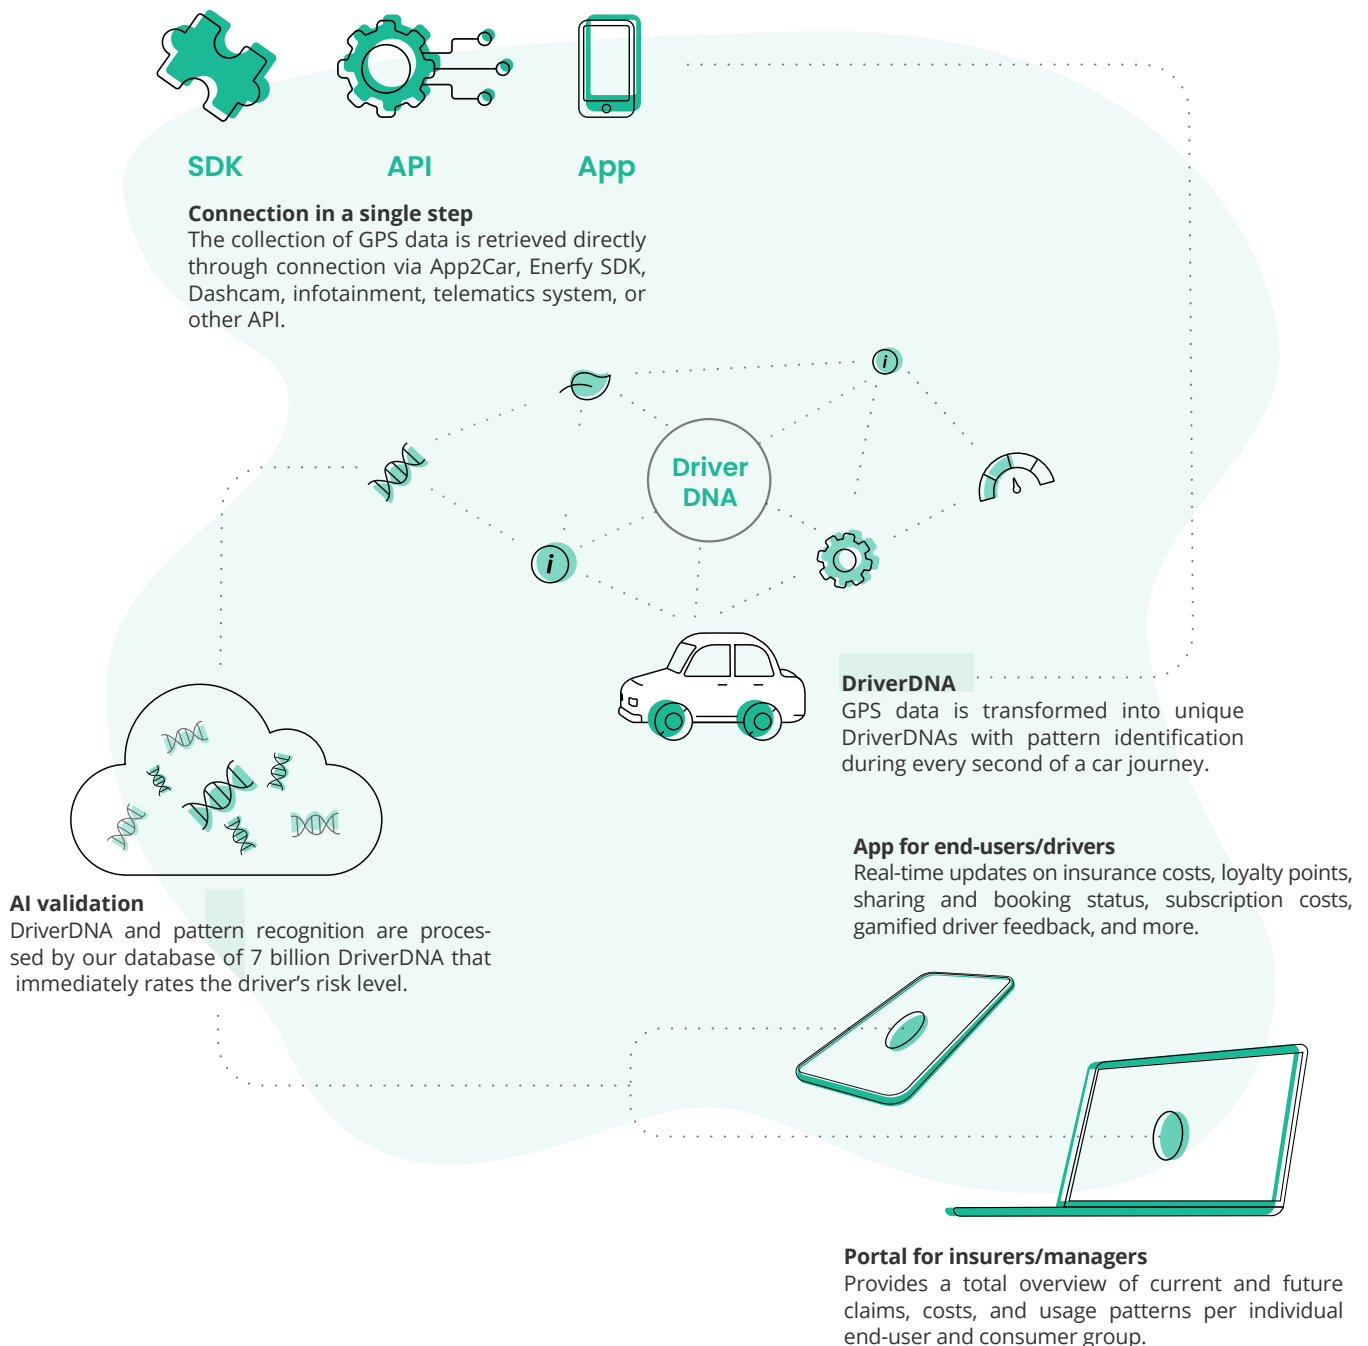 SDK
API
App
Connection in a single step
The collection of GPS data is retrieved directly
through connection via App2Car, Enerfy SDK,
Dashcam, infotainment, telematics system, or
other API.
i
Driver
DNA
i
DriverDNA
GPS data is transformed into unique
DriverDNAs with pattern identification
during every second of a car journey.
App for end-users/drivers
Real-time updates on insurance costs, loyalty points,
sharing and booking status, subscription costs,
gamified driver feedback, and more.
AI validation
DriverDNA and pattern recognition are proces-
sed by our database of 7 billion DriverDNA that
immediately rates the driver’s risk level.
Portal for insurers/managers
Provides a total overview of current and future
claims, costs, and usage patterns per individual
end-user and consumer group.